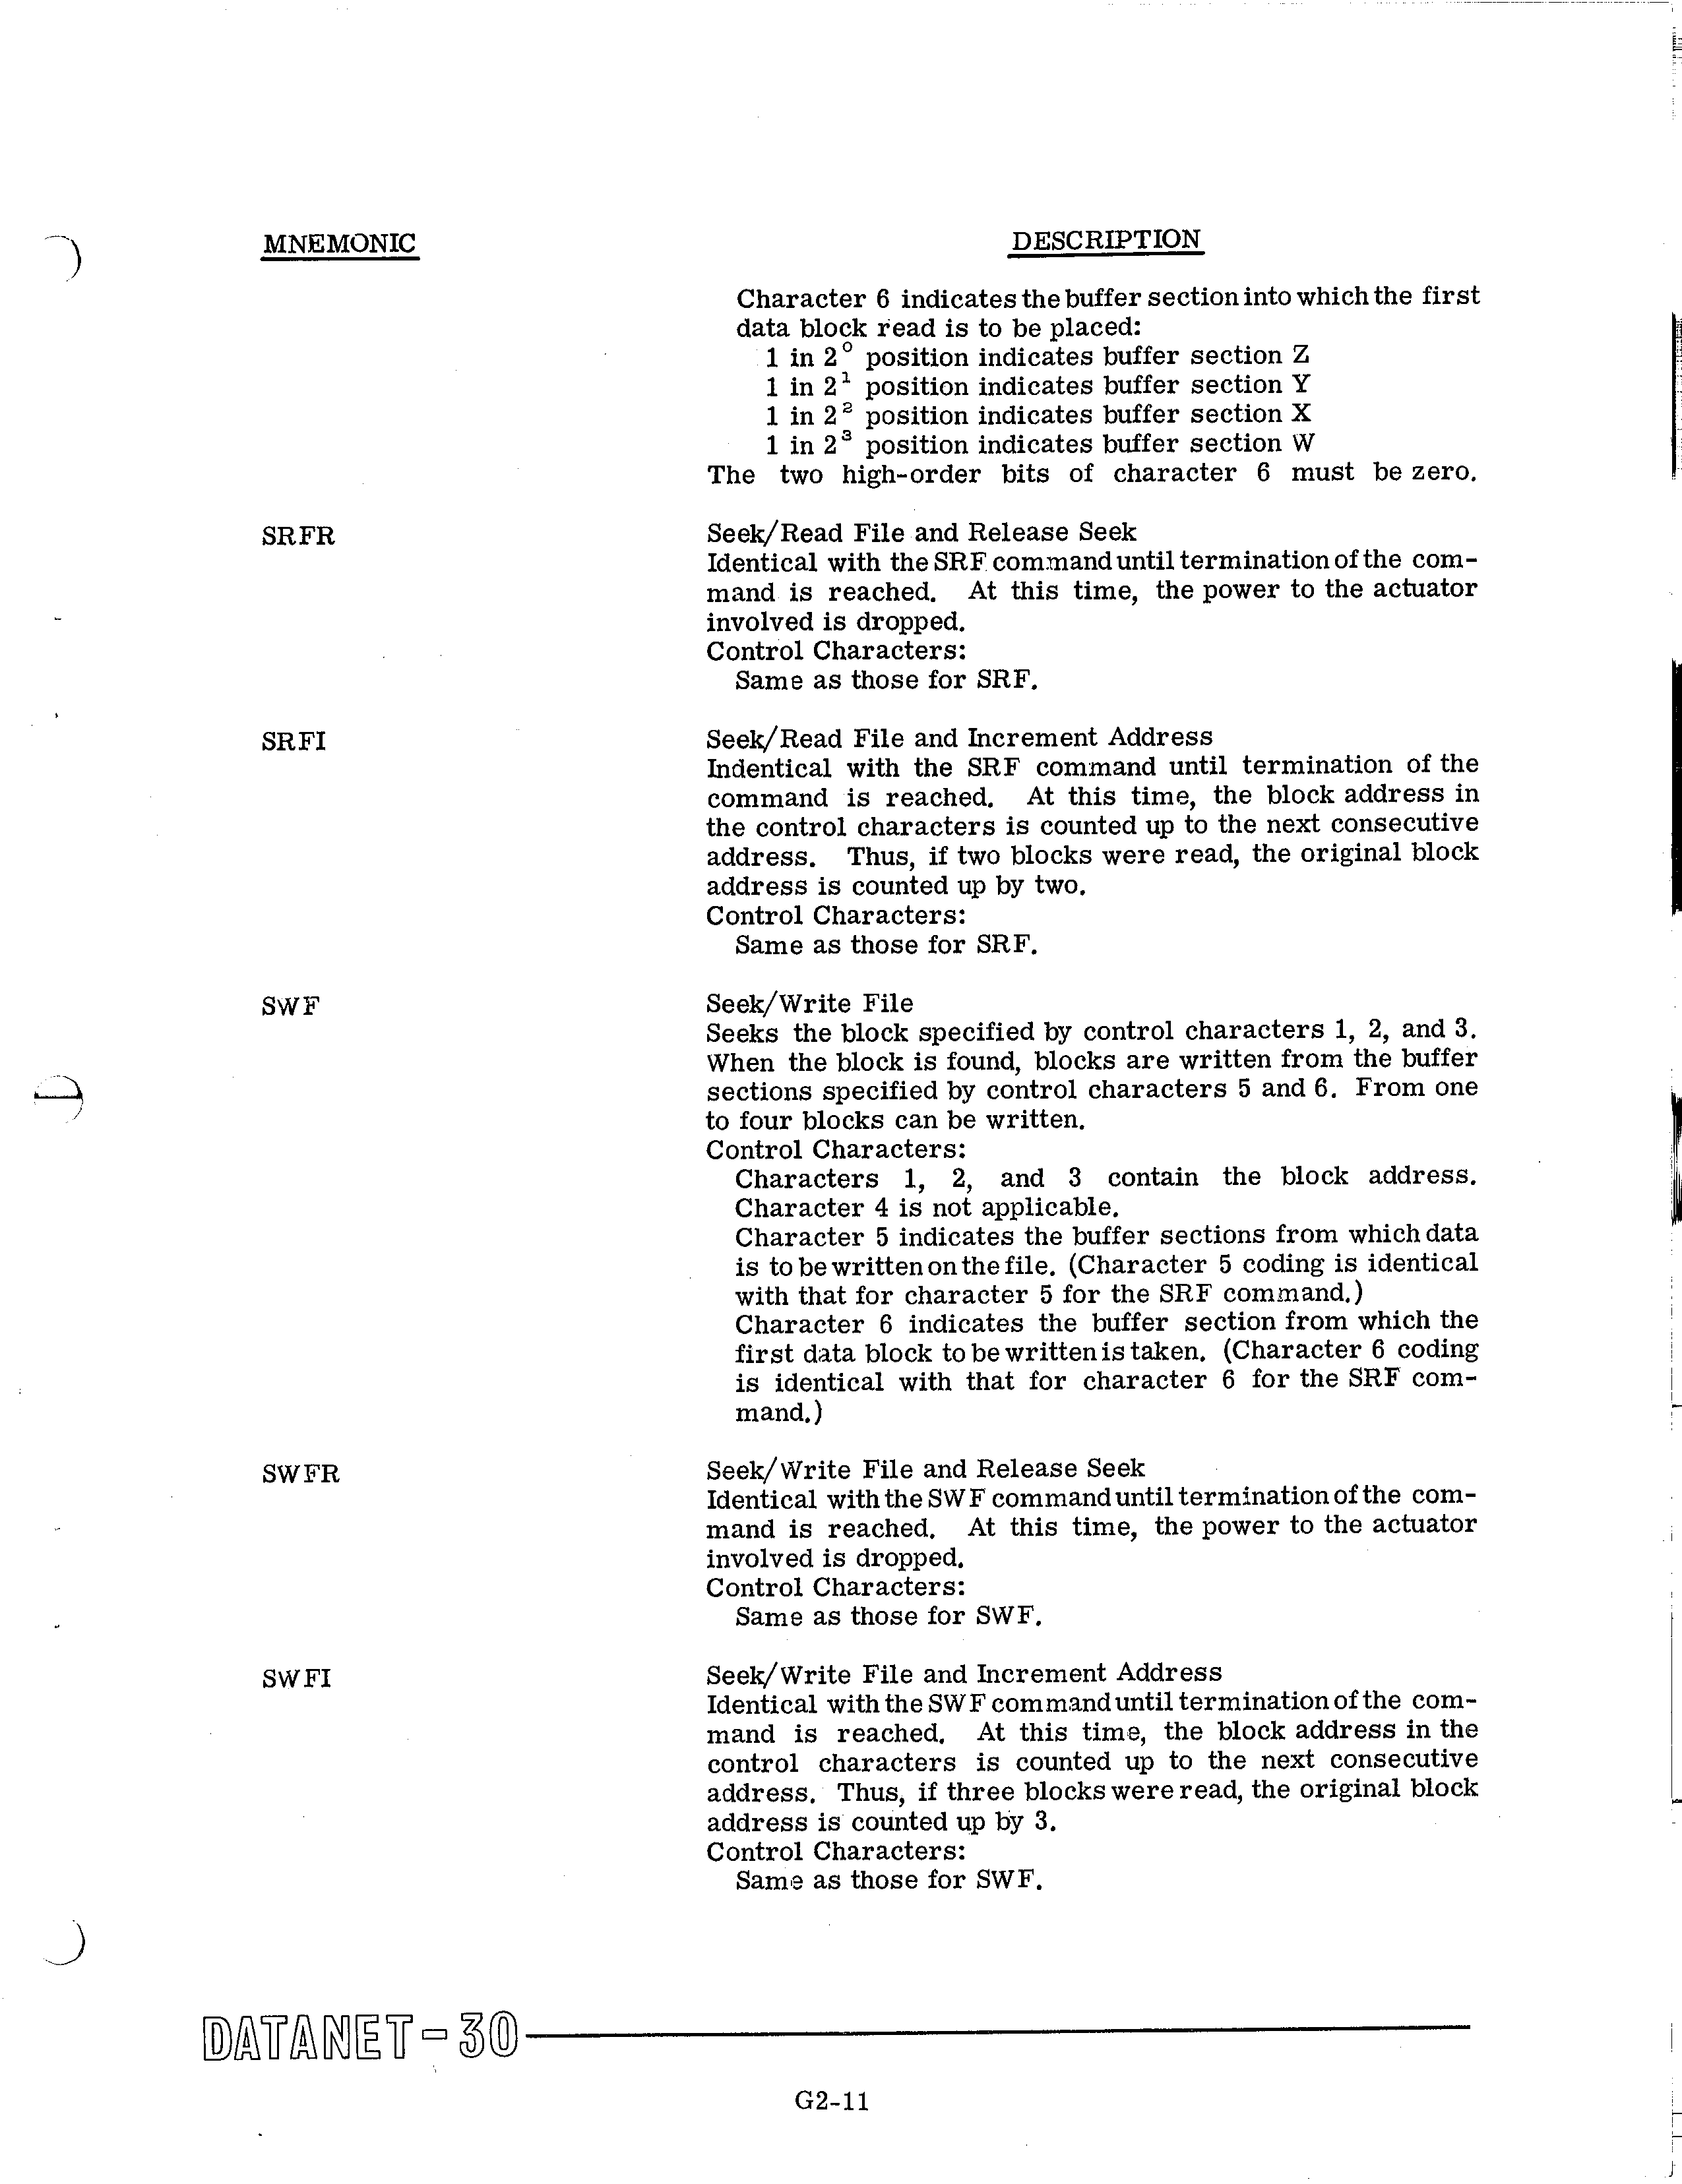 MNEMONIC
DESCRIPTION
Character 6 indicates the buffer section into which the first
data block read is to be placed:
1 in 2⁰ position indicates buffer section Z
1 in 2¹ position indicates buffer section Y
1 in 2² position indicates buffer section X
1 in 2³ position indicates buffer section W
The two high-order bits of character 6 must be zero.
SRFR
Seek/Read File and Release Seek
Identical with the SRF command until termination of the com-
mand is reached. At this time, the power to the actuator
involved is dropped.
Control Characters:
Same as those for SRF.
SRFI
Seek/Read File and Increment Address
Indentical with the SRF command until termination of the
command is reached. At this time, the block address in
the control characters is counted up to the next consecutive
address. Thus, if two blocks were read, the original block
address is counted up by two.
Control Characters:
Same as those for SRF.
SWF
Seek/Write File
Seeks the block specified by control characters 1, 2, and 3.
When the block is found, blocks are written from the buffer
sections specified by control characters 5 and 6. From one
to four blocks can be written.
Control Characters:
Characters 1, 2, and 3 contain the block address.
Character 4 is not applicable.
Character 5 indicates the buffer sections from which data
is to be written on the file. (Character 5 coding is identical
with that for character 5 for the SRF command.)
Character 6 indicates the buffer section from which the
first data block to be written is taken. (Character 6 coding
is identical with that for character 6 for the SRF com-
mand.)
SWFR
Seek/Write File and Release Seek
Identical with the SWF command until termination of the com-
mand is reached. At this time, the power to the actuator
involved is dropped.
Control Characters:
Same as those for SWF.
SWFI
Seek/Write File and Increment Address
Identical with the SWF command until termination of the com-
mand is reached. At this time, the block address in the
control characters is counted up to the next consecutive
address. Thus, if three blocks were read, the original block
address is counted up by 3.
Control Characters:
Same as those for SWF.
DATANET-30
G2-11